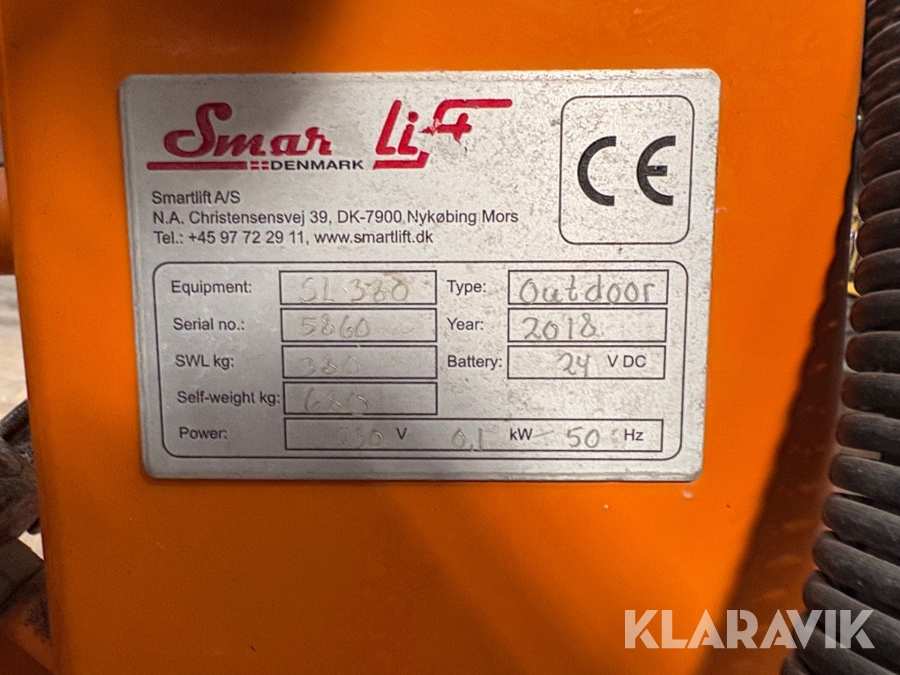 Smar Lift
DENMARK
CE
Smartlift A/S
N.A. Christensensvej 39, DK-7900 Nykøbing Mors
Tel.: +45 97 72 29 11, www.smartlift.dk
Equipment: SL 380 Type: Outdoor
Serial no.: 5860 Year: 2018
SWL kg: 380 Battery: 24 V DC
Self-weight kg: 680
Power: 230 V 0,1 kW 50 Hz
KLARAVIK